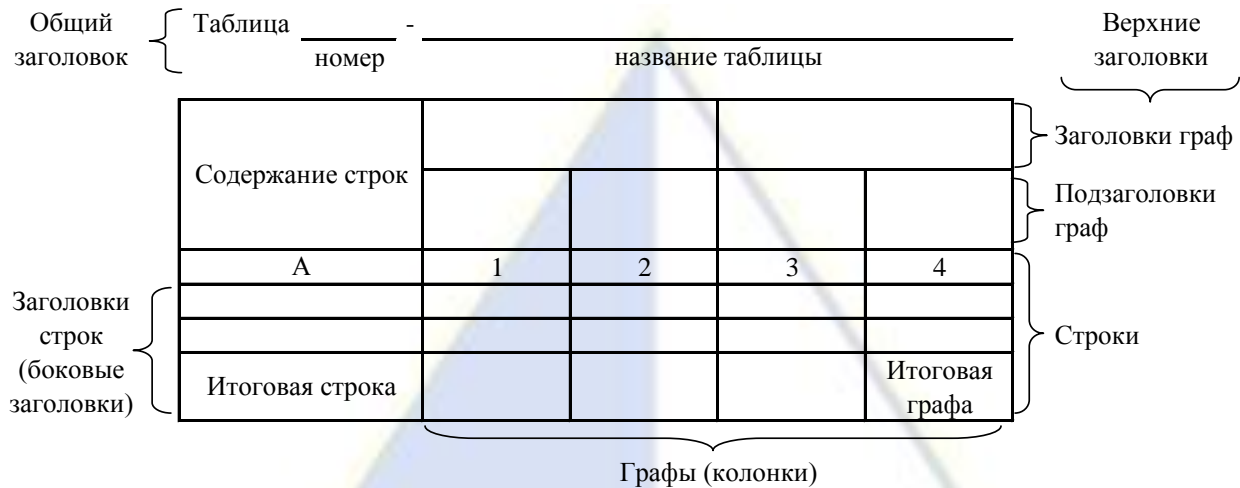 Общий
заголовок
Таблица -
номер
название таблицы
Верхние
заголовки
Содержание строк
Заголовки граф
Подзаголовки
граф
А 1 2 3 4
Заголовки
строк
(боковые
заголовки)
Строки
Итоговая строка
Итоговая
графа
Графы (колонки)